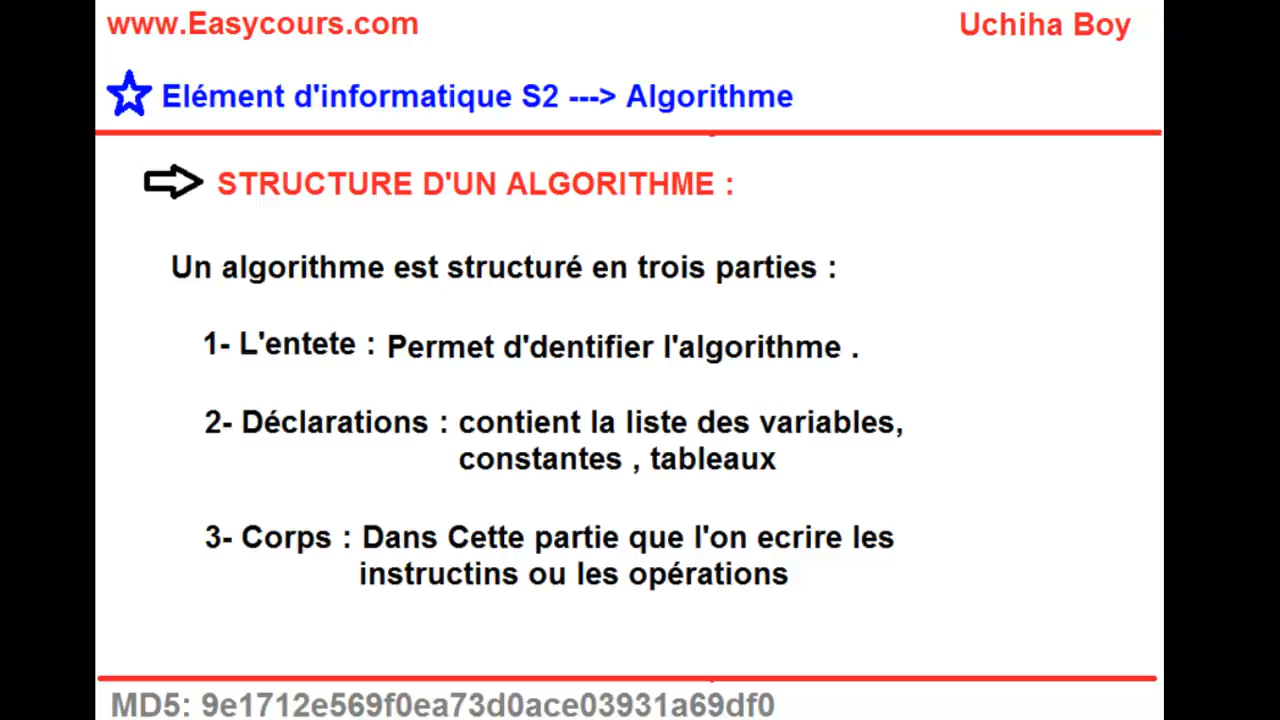 www.Easycours.com
Uchiha Boy
Elément d'informatique S2 ---> Algorithme
STRUCTURE D'UN ALGORITHME :
Un algorithme est structuré en trois parties :
1- L'entete : Permet d'dentifier l'algorithme .
2- Déclarations : contient la liste des variables,
constantes , tableaux
3- Corps : Dans Cette partie que l'on ecrire les
instructins ou les opérations
MD5: 9e1712e569f0ea73d0ace03931a69df0